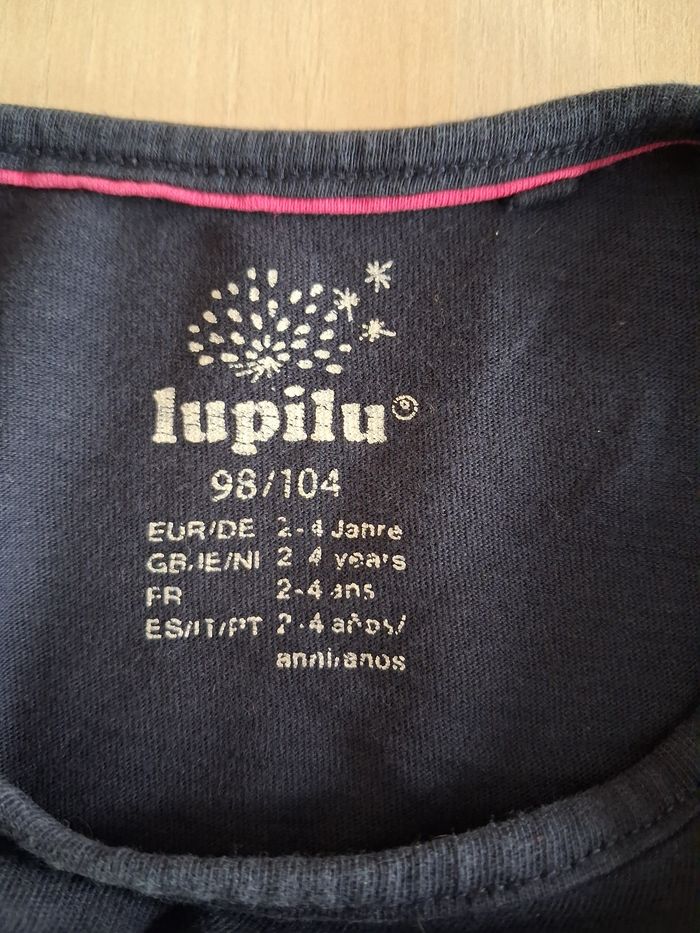 lupilu®
98/104
EUR/DE 2-4 Jahre
GB/IE/NI 2-4 years
FR 2-4 ans
ES/IT/PT 2-4 años/
anni/anos